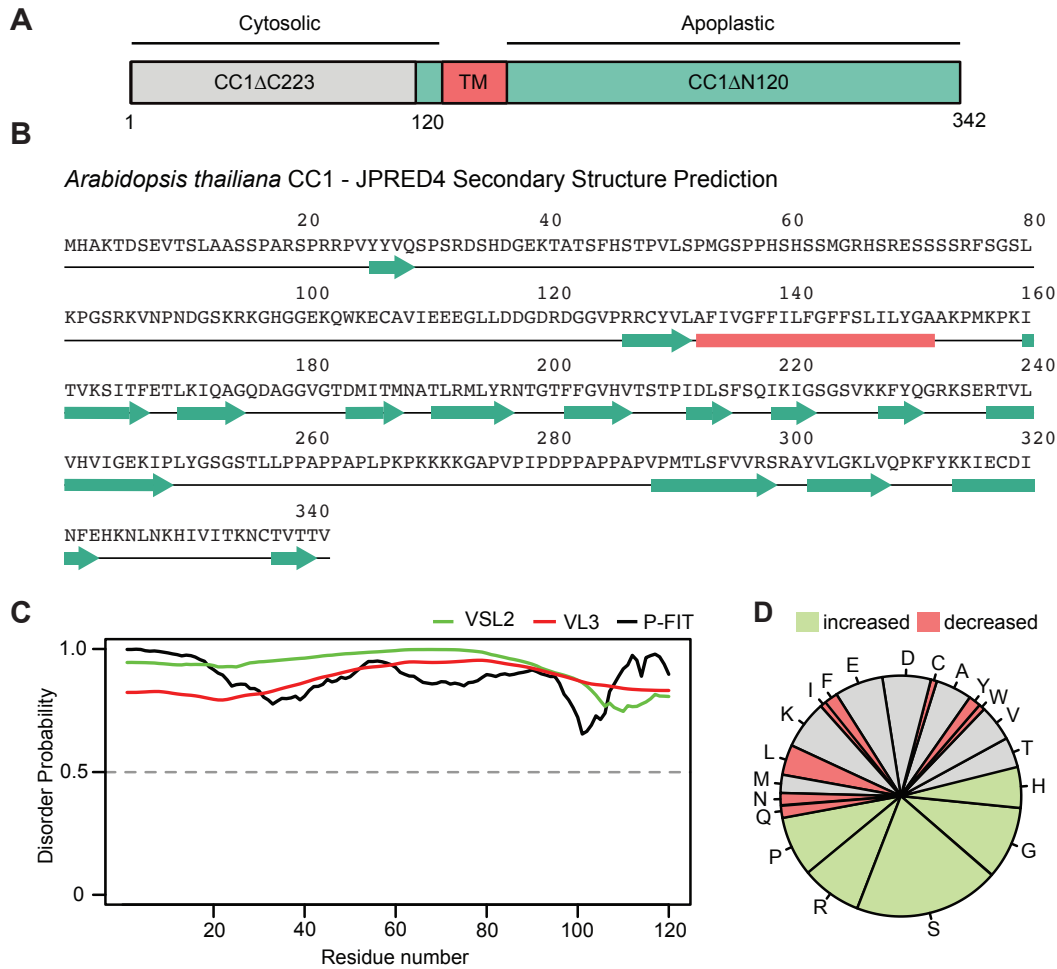 A
Cytosolic Apoplastic
CC1ΔC223 TM CC1ΔN120
1 120 342
B
Arabidopsis thailiana CC1 - JPRED4 Secondary Structure Prediction
20 40 60 80
MHAKTDSEVTSLAASSPARSPRRPVYYVQSPSRDSHDGEKTATSFHSTPVLSPMGSPPHSHSSMGRHSRESSSSRFSGSL
100 120 140 160
KPGSRKVNPNDGSKRKGHGGEKQWKECAVIEEEGLLDDGDRDGGVPRRCYVLAFIVGFFILFGFFSLILYGAAKPMKPKI
180 200 220 240
TVKSITFETLKIQAGQDAGGVGTDMITMNATLRMLYRNTGTFFGVHVTSTPIDLSFSQIKIGSGSVKKFYQGRKSERTVL
260 280 300 320
VHVIGEKIPLYGSGSTLLPPAPPAPLPKPKKKKGAPVPIPDPPAPPAPVPMTLSFVVRSRAYVLGKLVQPKFYKKIECDI
340
NFEHKNLNKHIVITKNCTVTTV
C
VSL2 VL3 P-FIT
1.0
0.5
0
Disorder Probability
20 40 60 80 100 120
Residue number
D
increased decreased
D
C
A
Y
W
V
T
H
G
S
R
P
Q
N
M
L
K
I
F
E